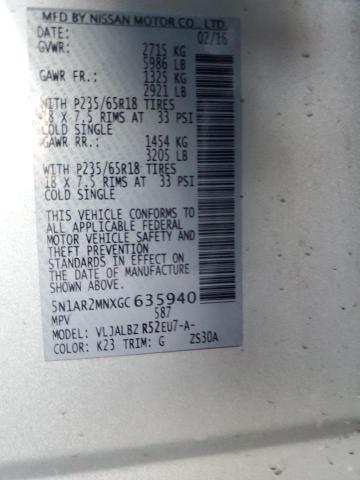 MFD BY NISSAN MOTOR CO., LTD.
DATE: 02/16
GVWR: 2715 KG
5986 LB
GAWR FR.: 1325 KG
2921 LB
WITH P235/65R18 TIRES
18 X 7.5 RIMS AT 33 PSI
COLD SINGLE
GAWR RR.: 1454 KG
3205 LB
WITH P235/65R18 TIRES
18 X 7.5 RIMS AT 33 PSI
COLD SINGLE
THIS VEHICLE CONFORMS TO
ALL APPLICABLE FEDERAL
MOTOR VEHICLE SAFETY AND
THEFT PREVENTION
STANDARDS IN EFFECT ON
THE DATE OF MANUFACTURE
SHOWN ABOVE.
5N1AR2MNXGC635940
MPV 587
MODEL: VLJALBZ R52EU7-A-
COLOR: K23 TRIM: G ZS30A